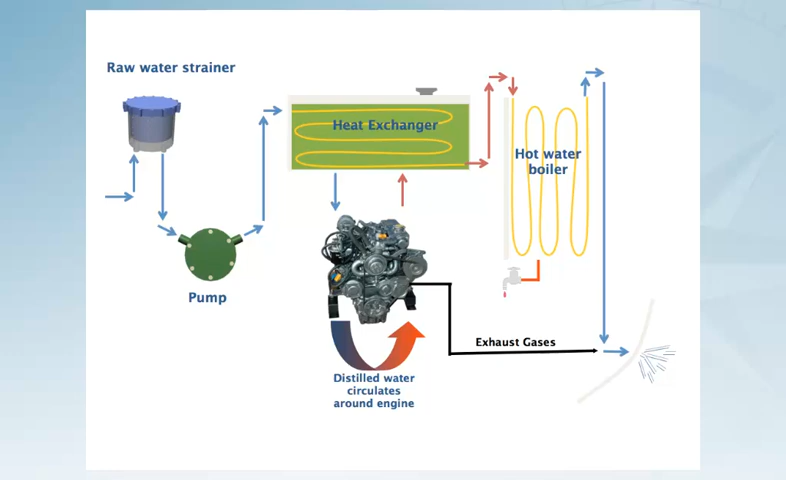 Raw water strainer
Heat Exchanger
Hot water
boiler
Pump
Exhaust Gases
Distilled water
circulates
around engine